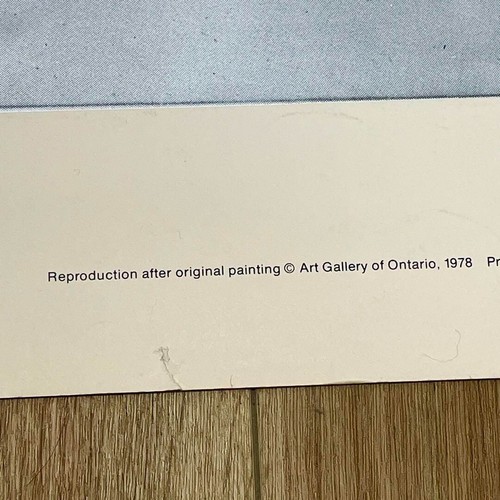 Reproduction after original painting © Art Gallery of Ontario, 1978